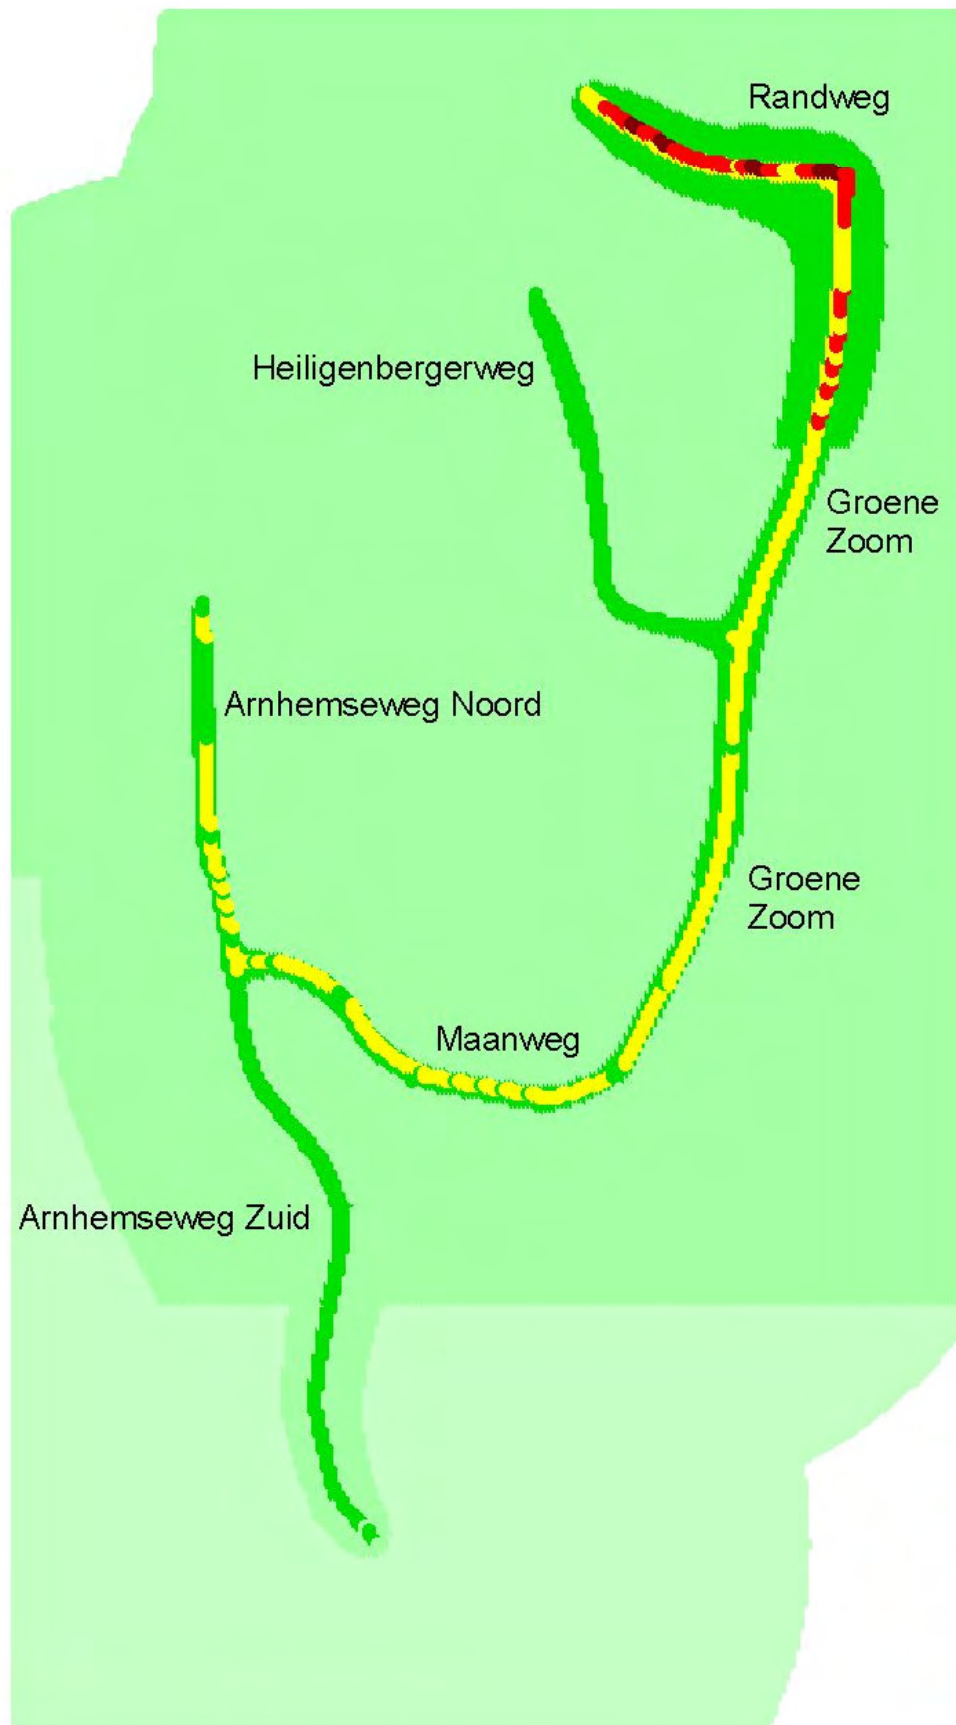 Randweg
Heiligenbergerweg
Groene
Zoom
Arnhemseweg Noord
Groene
Zoom
Maanweg
Arnhemseweg Zuid